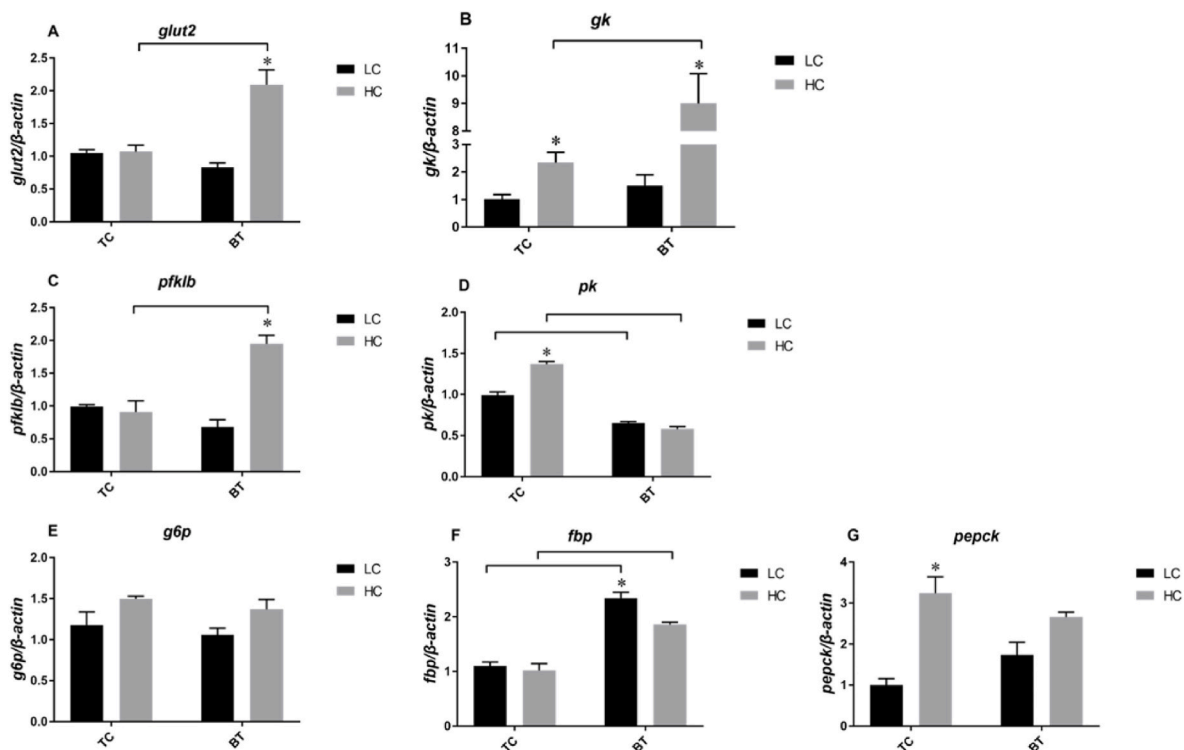 A
glut2
glut2/β-actin
2.5
2.0
1.5
1.0
0.5
0.0
*
TC
BT
LC
HC
B
gk
gk/β-actin
11
10
9
8
3
2
1
0
*
*
TC
BT
LC
HC
C
pfklb
pfklb/β-actin
2.5
2.0
1.5
1.0
0.5
0.0
*
TC
BT
LC
HC
D
pk
pk/β-actin
2.0
1.5
1.0
0.5
0.0
*
TC
BT
LC
HC
E
g6p
g6p/β-actin
2.0
1.5
1.0
0.5
0.0
TC
BT
LC
HC
F
fbp
fbp/β-actin
3
2
1
0
*
TC
BT
LC
HC
G
pepck
pepck/β-actin
4
3
2
1
0
*
TC
BT
LC
HC